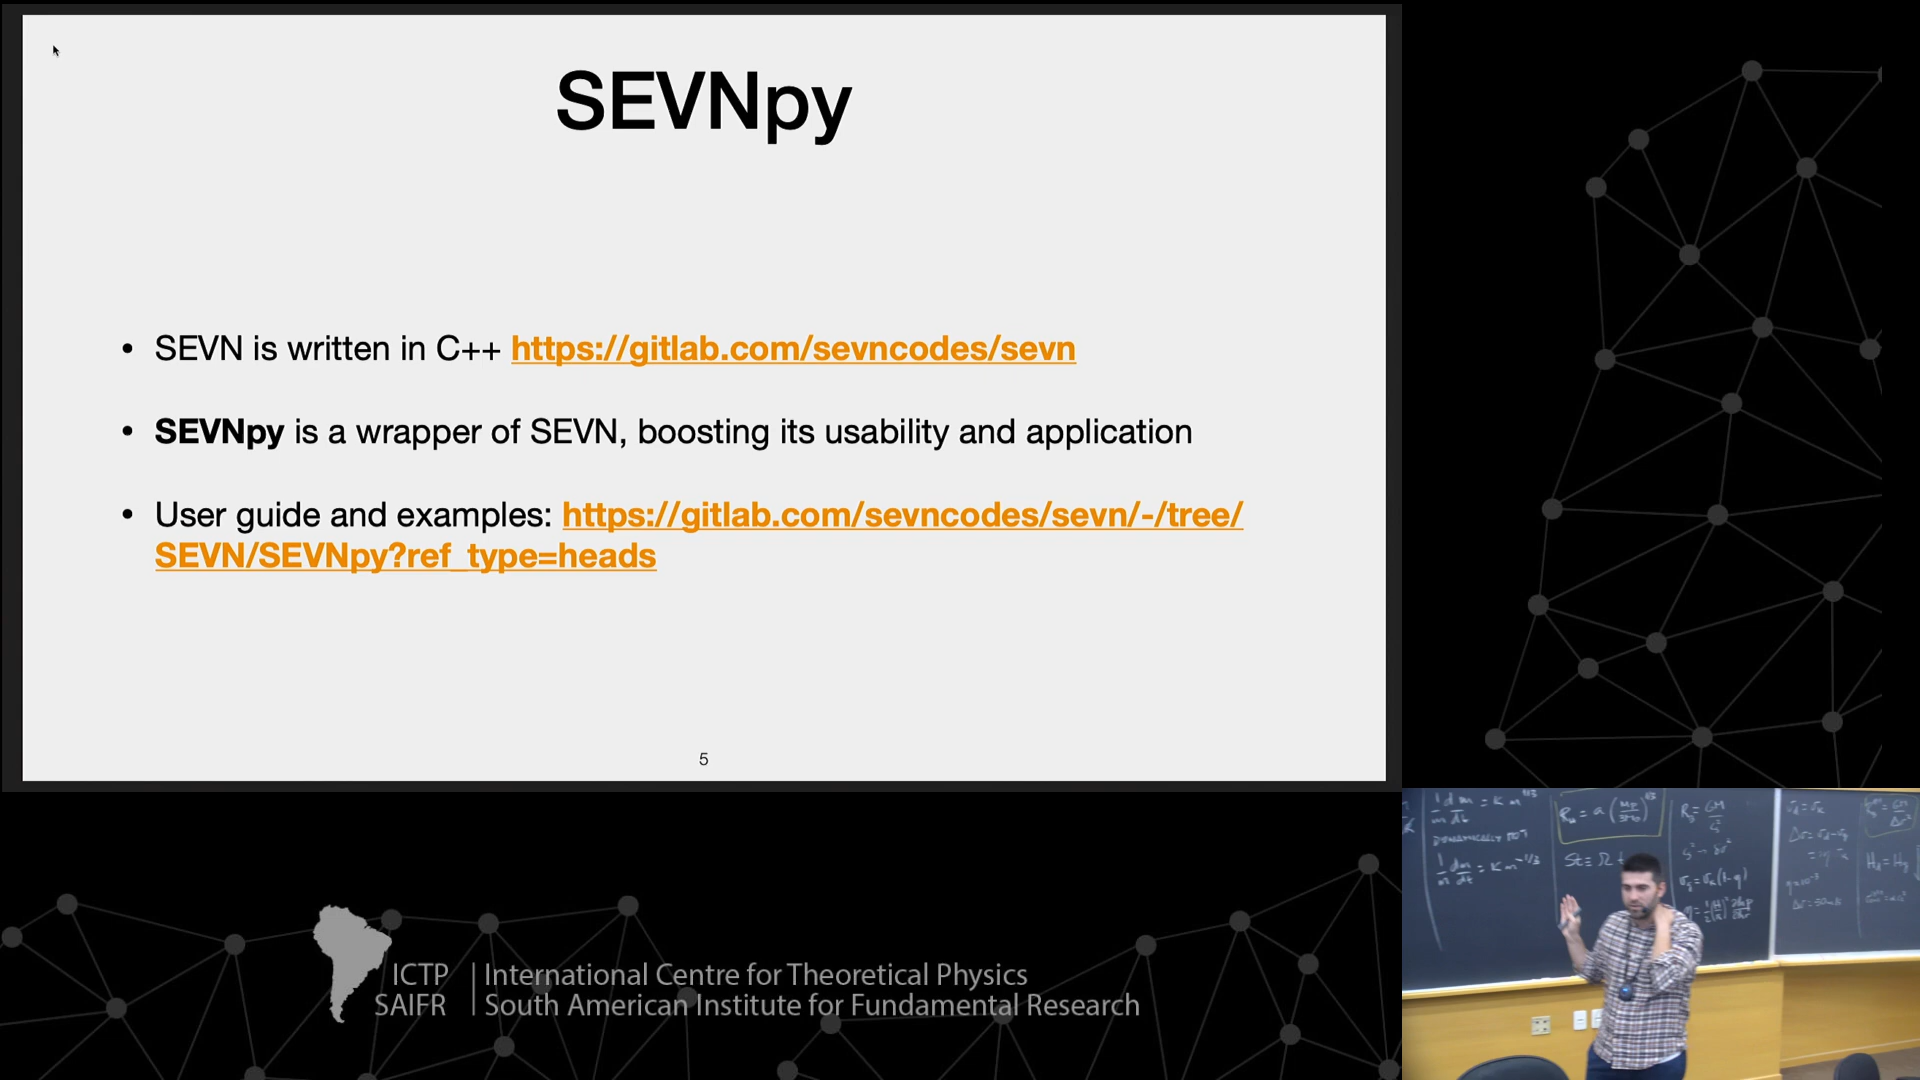 SEVNpy
• SEVN is written in C++ https://gitlab.com/sevncodes/sevn
• SEVNpy is a wrapper of SEVN, boosting its usability and application
• User guide and examples: https://gitlab.com/sevncodes/sevn/-/tree/
SEVN/SEVNpy?ref_type=heads
5
ICTP | International Centre for Theoretical Physics
SAIFR | South American Institute for Fundamental Research